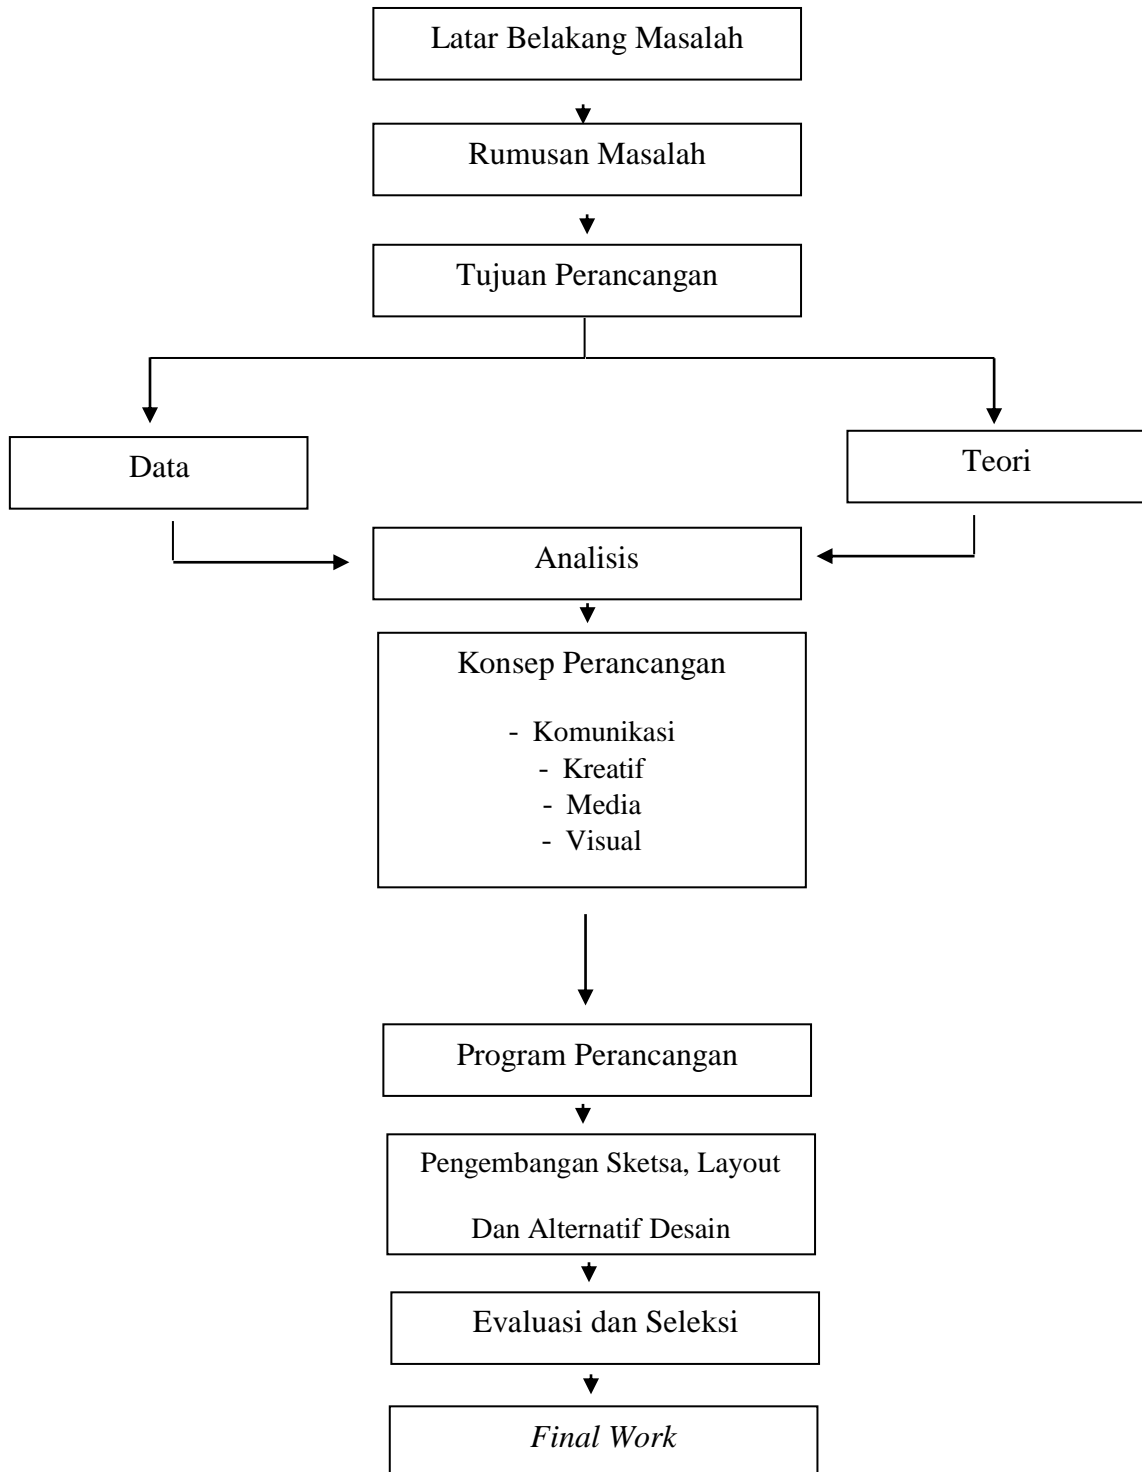 Latar Belakang Masalah
Rumusan Masalah
Tujuan Perancangan
Data
Teori
Analisis
Konsep Perancangan
- Komunikasi
- Kreatif
- Media
- Visual
Program Perancangan
Pengembangan Sketsa, Layout
Dan Alternatif Desain
Evaluasi dan Seleksi
Final Work